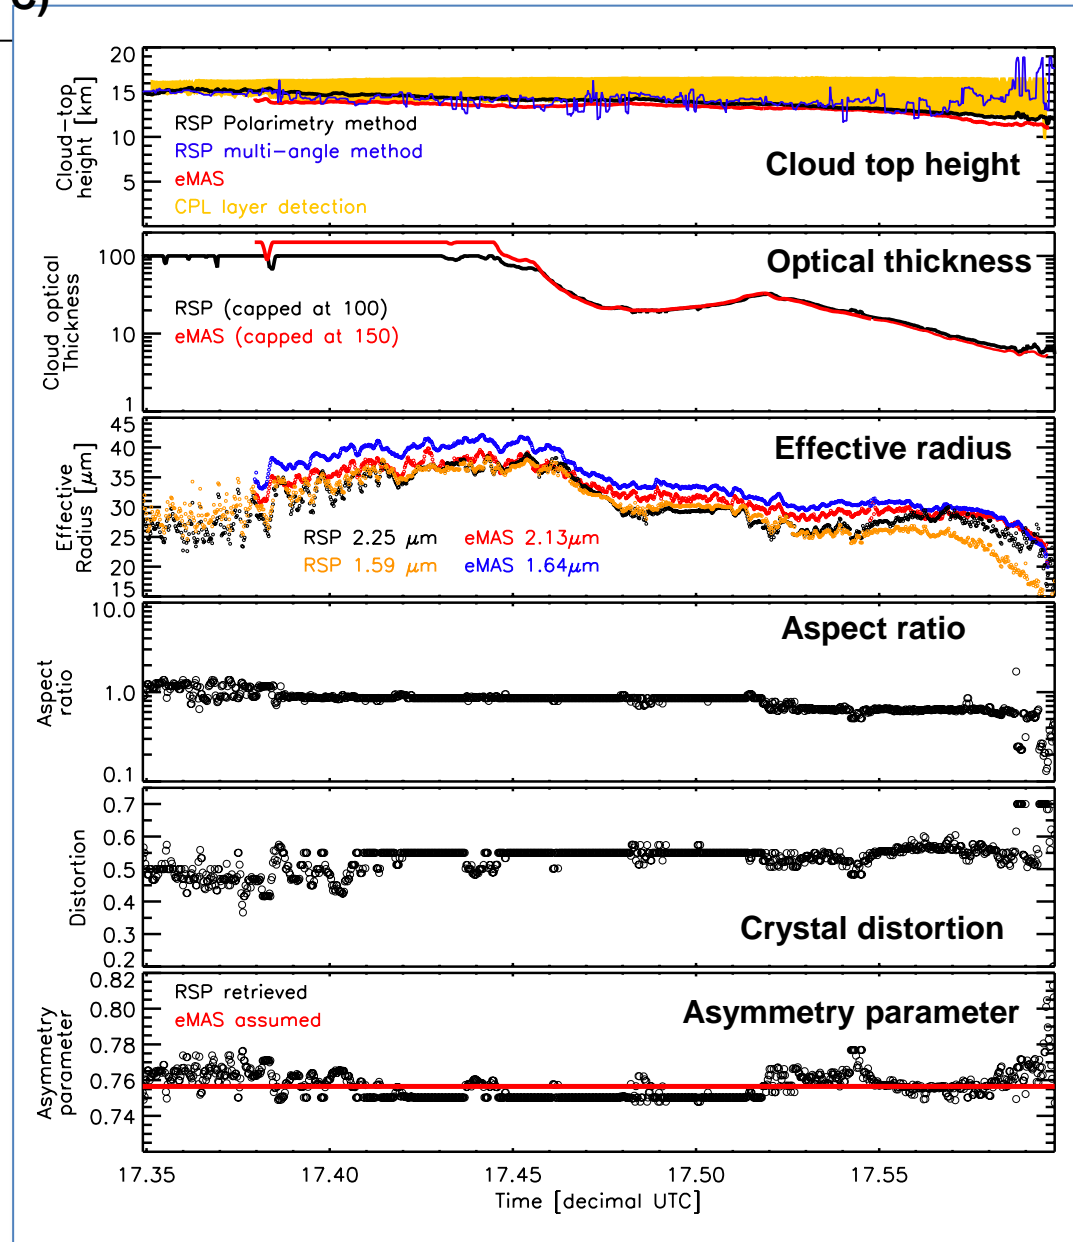 C)
20
15
10
5
Cloud-top
height [km]
RSP Polarimetry method
RSP multi-angle method
eMAS
CPL layer detection
Cloud top height
100
10
1
Cloud optical
Thickness
RSP (capped at 100)
eMAS (capped at 150)
Optical thickness
45
40
35
30
25
20
15
Effective
Radius [μm]
Effective radius
RSP 2.25 μm eMAS 2.13μm
RSP 1.59 μm eMAS 1.64μm
10.0
1.0
0.1
Aspect
ratio
Aspect ratio
0.7
0.6
0.5
0.4
0.3
0.2
Distortion
Crystal distortion
0.82
0.80
0.78
0.76
0.74
Asymmetry
parameter
RSP retrieved
eMAS assumed
Asymmetry parameter
17.35 17.40 17.45 17.50 17.55
Time [decimal UTC]